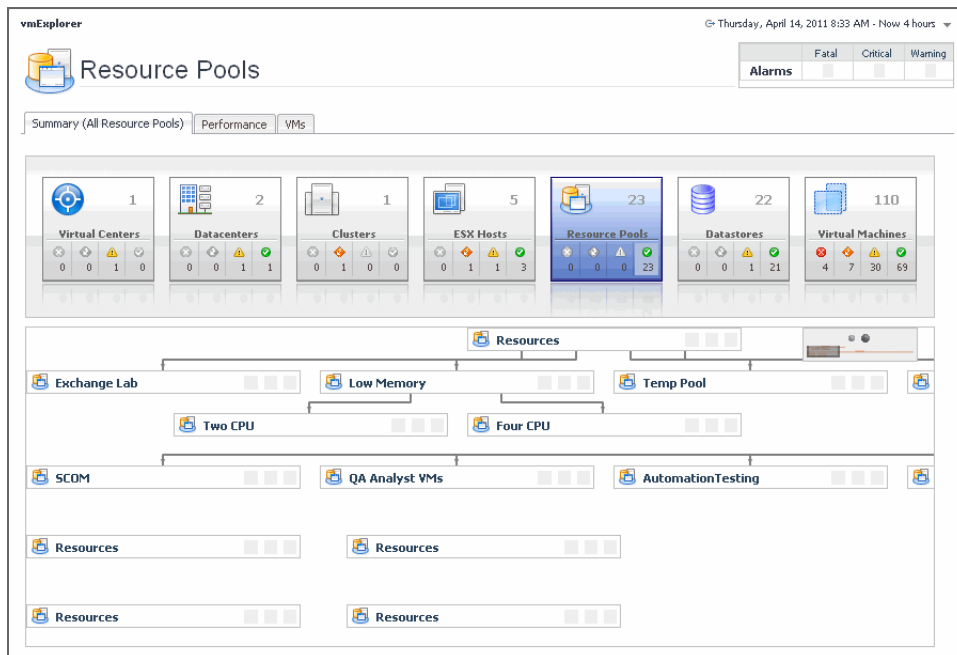 vmExplorer
Thursday, April 14, 2011 8:33 AM - Now 4 hours
Resource Pools
Fatal Critical Warning
Alarms
Summary (All Resource Pools) Performance VMs
1 2 1 5 23 22 110
Virtual Centers Datacenters Clusters ESX Hosts Resource Pools Datastores Virtual Machines
0 0 1 0 0 0 1 1 0 1 0 0 0 1 1 3 0 0 0 23 0 0 1 21 4 7 30 69
Resources
Exchange Lab Low Memory Temp Pool
Two CPU Four CPU
SCOM QA Analyst VMs AutomationTesting
Resources Resources
Resources Resources